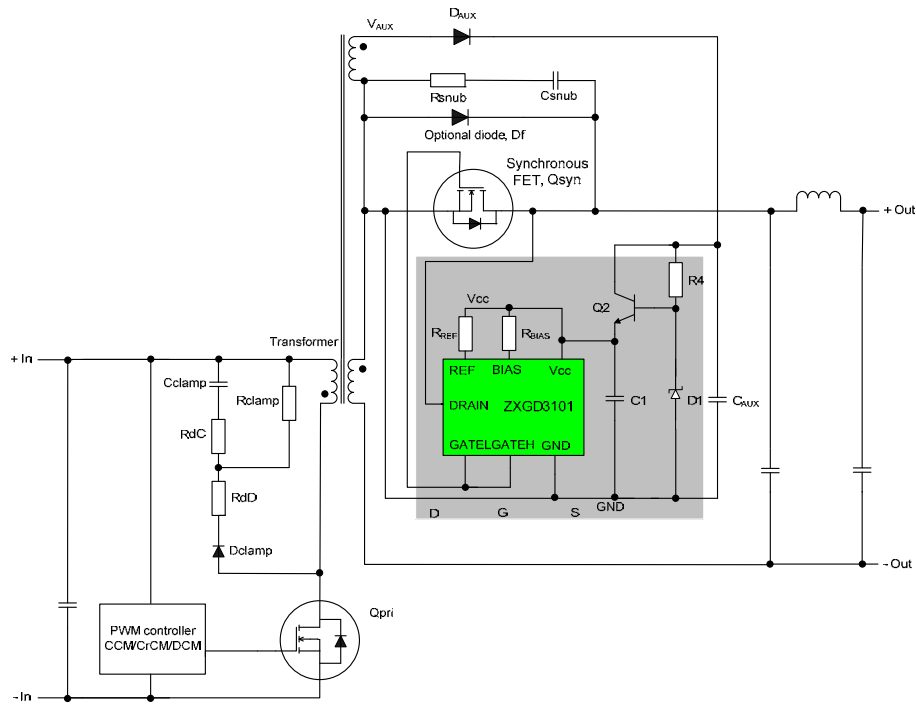 VAUX
DAUX
Rsnub
Csnub
Optional diode, Df
Synchronous
FET, Qsyn
+ Out
R4
Q2
Vcc
RREF
RBIAS
Transformer
+ In
Cclamp
Rclamp
REF
BIAS
Vcc
DRAIN
ZXGD3101
C1
D1
CAUX
RdC
GATEL
GATEH
GND
RdD
GND
D
G
S
Dclamp
-Out
Qpri
PWM controller
CCM/CrCM/DCM
-In